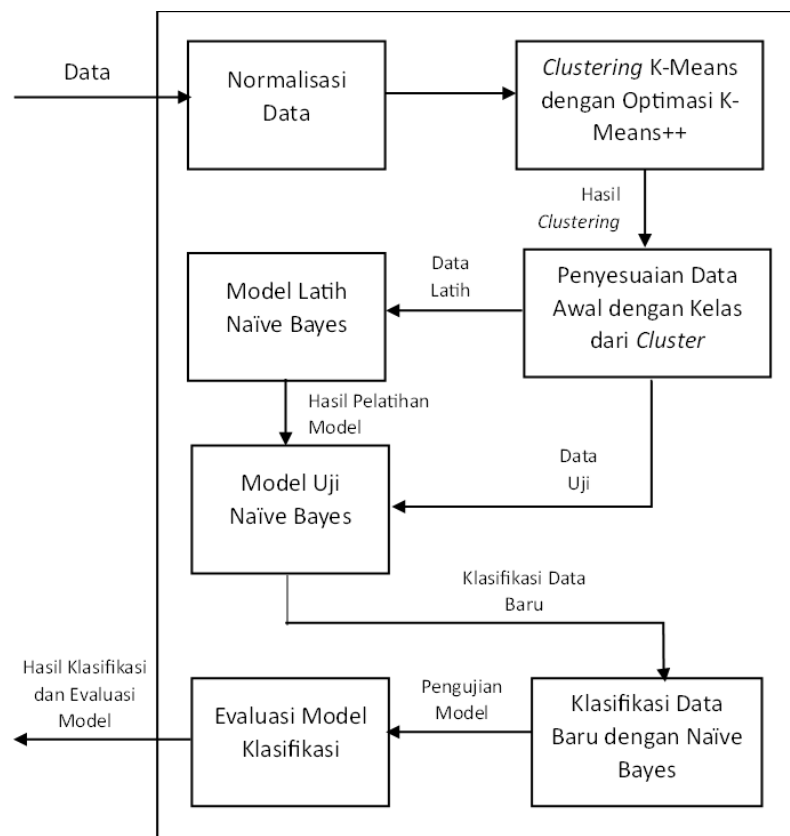 Data
Normalisasi
Data
Clustering K-Means
dengan Optimasi K-
Means++
Hasil
Clustering
Penyesuaian Data
Awal dengan Kelas
dari Cluster
Data
Latih
Model Latih
Naïve Bayes
Hasil Pelatihan
Model
Data
Uji
Model Uji
Naïve Bayes
Klasifikasi Data
Baru
Klasifikasi Data
Baru dengan Naïve
Bayes
Pengujian
Model
Evaluasi Model
Klasifikasi
Hasil Klasifikasi
dan Evaluasi
Model